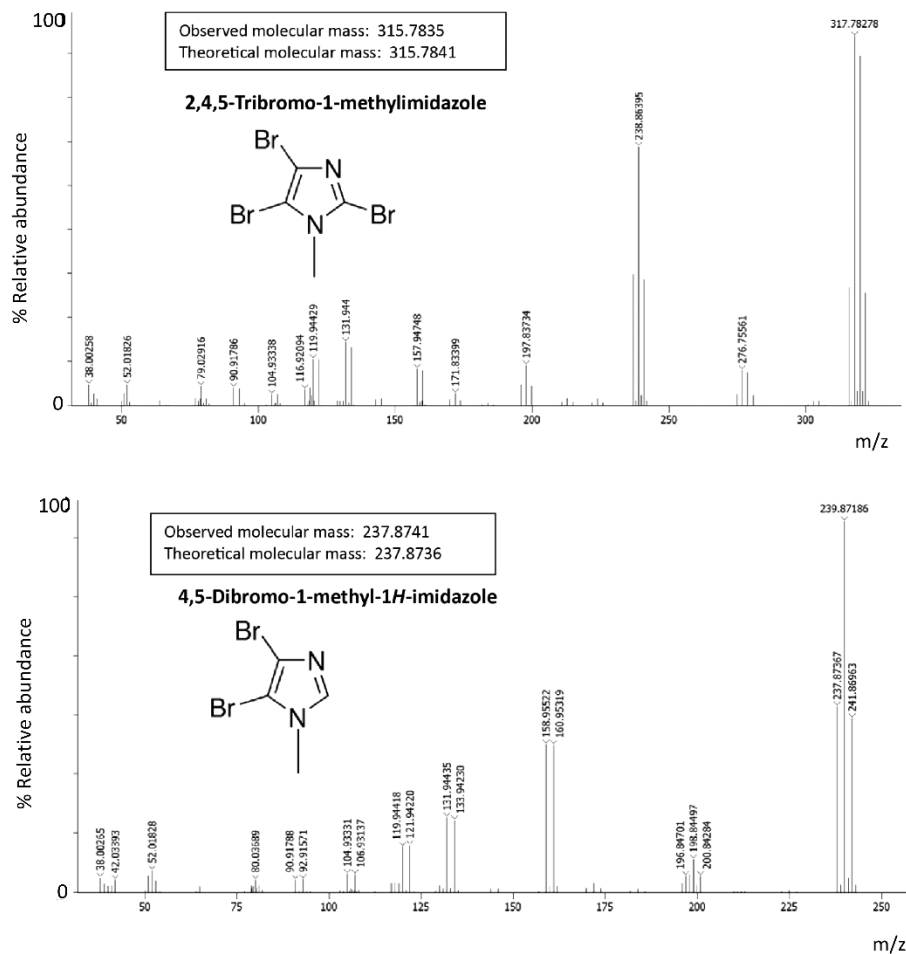 100
317.78278
Observed molecular mass: 315.7835
Theoretical molecular mass: 315.7841
2,4,5-Tribromo-1-methylimidazole
238.86395
Br
N
Br
Br
N
% Relative abundance
38.00258
52.01826
79.02916
90.91786
104.93338
116.92094
119.94429
131.944
157.94748
171.83399
197.83734
276.75561
0
50
100
150
200
250
300
m/z
100
239.87186
Observed molecular mass: 237.8741
Theoretical molecular mass: 237.8736
4,5-Dibromo-1-methyl-1H-imidazole
Br
N
Br
N
% Relative abundance
237.87367
241.86963
158.95522
160.95319
38.00265
42.03393
52.01828
80.03689
90.91788
92.91571
104.93331
106.93137
119.94418
121.94220
131.94435
133.94230
196.84701
198.84497
200.84284
0
50
75
100
125
150
175
200
225
250
m/z